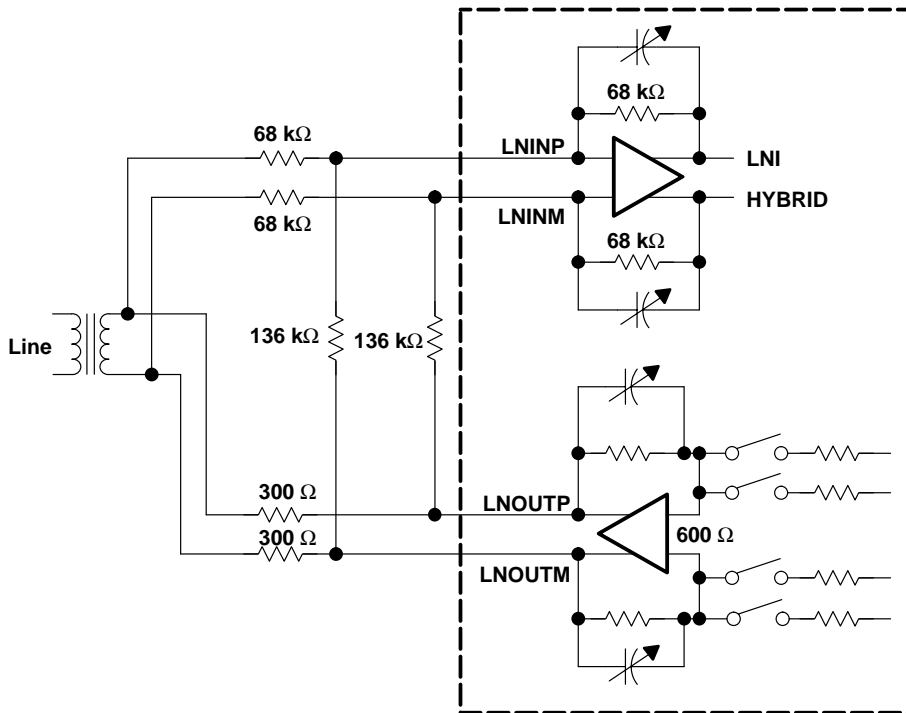 68 kΩ
68 kΩ
LNINP
LNI
LNINM
HYBRID
68 kΩ
68 kΩ
Line
136 kΩ
136 kΩ
300 Ω
LNOUTP
300 Ω
600 Ω
LNOUTM